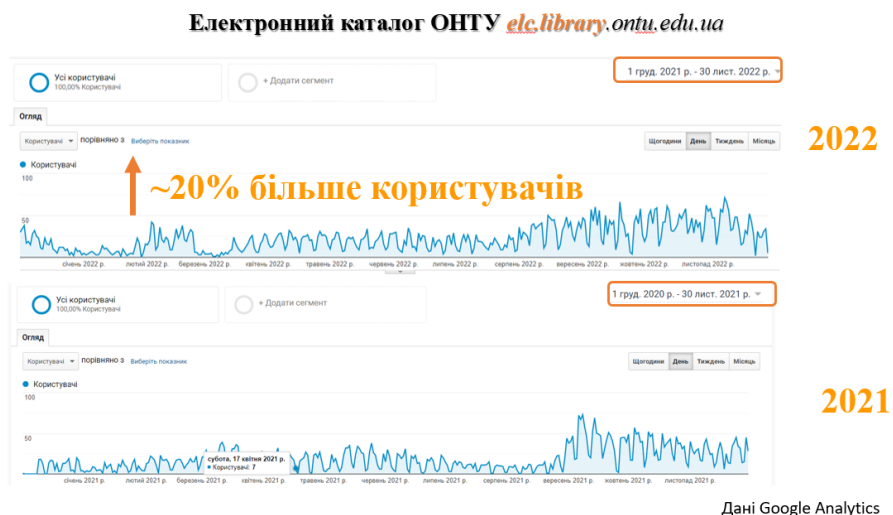 Електронний каталог ОНТУ elc.library.ontu.edu.ua
1 груд. 2021 р. - 30 лист. 2022 р.
Усі користувачі
100,00% Користувачі
+ Додати сегмент
Огляд
Користувачі порівняно з Виберіть показник
Щогодини День Тиждень Місяць
2022
Користувачі
100
~20% більше користувачів
50
січень 2022 р. лютий 2022 р. березень 2022 р. квітень 2022 р. травень 2022 р. червень 2022 р. липень 2022 р. серпень 2022 р. вересень 2022 р. жовтень 2022 р. листопад 2022 р.
1 груд. 2020 р. - 30 лист. 2021 р.
Усі користувачі
100,00% Користувачі
+ Додати сегмент
Огляд
Користувачі порівняно з Виберіть показник
Щогодини День Тиждень Місяць
Користувачі
100
2021
50
субота, 17 квітня 2021 р.
Користувачі: 7
січень 2021 р. лютий 2021 р. березень 2021 р. квітень 2021 р. травень 2021 р. червень 2021 р. липень 2021 р. серпень 2021 р. вересень 2021 р. жовтень 2021 р. листопад 2021 р.
Дані Google Analytics